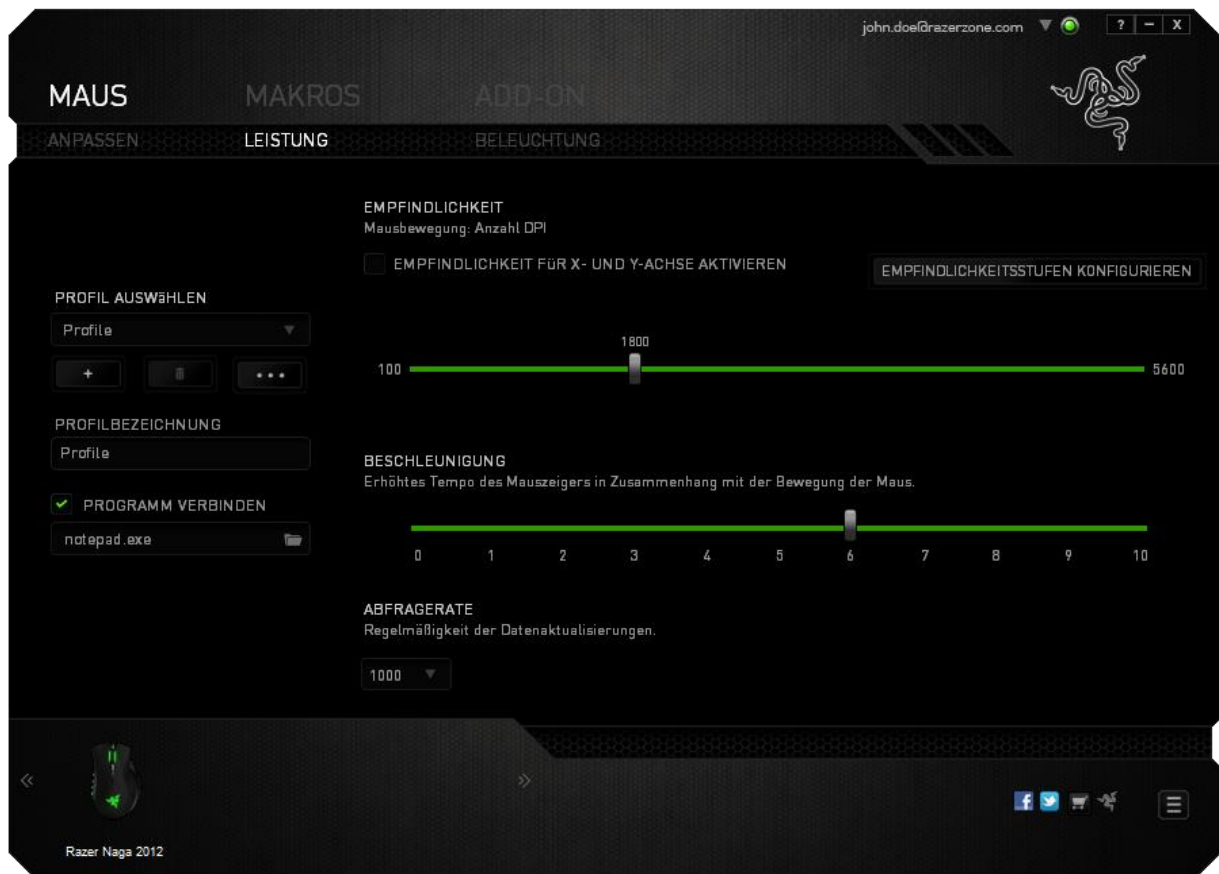 john.doe@razerzone.com
? − X
MAUS MAKROS ADD-ON
ANPASSEN LEISTUNG BELEUCHTUNG
EMPFINDLICHKEIT
Mausbewegung: Anzahl DPI
EMPFINDLICHKEIT FüR X- UND Y-ACHSE AKTIVIEREN
EMPFINDLICHKEITSSTUFEN KONFIGURIEREN
1800
100 5600
PROFIL AUSWäHLEN
Profile
+ •••
PROFILBEZEICHNUNG
Profile
PROGRAMM VERBINDEN
notepad.exe
BESCHLEUNIGUNG
Erhöhtes Tempo des Mauszeigers in Zusammenhang mit der Bewegung der Maus.
0 1 2 3 4 5 6 7 8 9 10
ABFRAGERATE
Regelmäßigkeit der Datenaktualisierungen.
1000
Razer Naga 2012